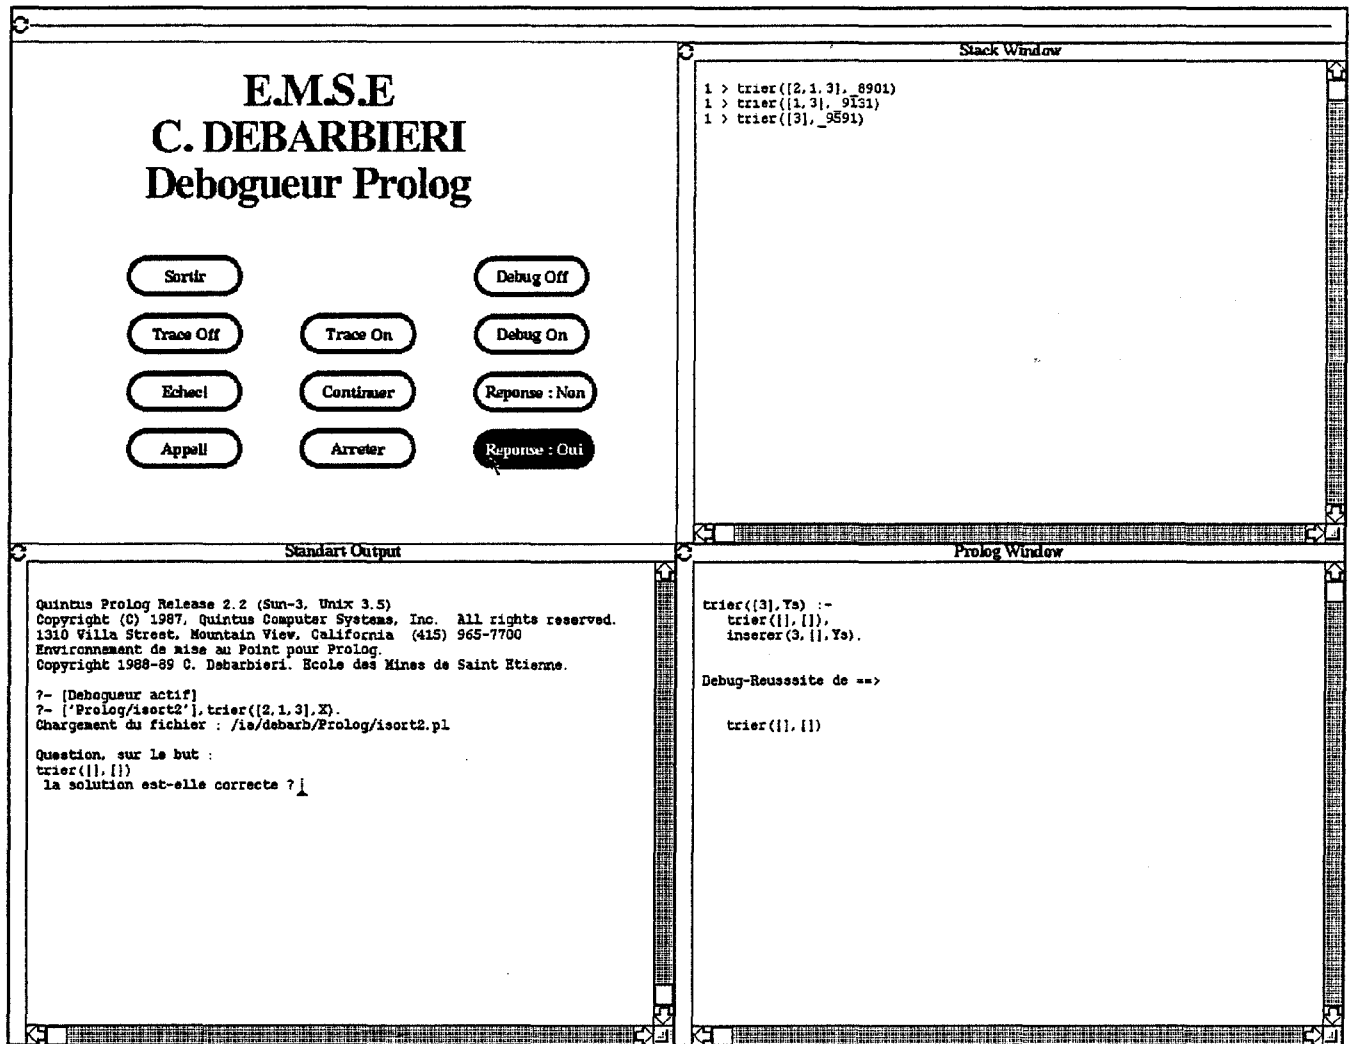 E.M.S.E
C. DEBARBIERI
Debogueur Prolog
Sortir
Debug Off
Trace Off
Trace On
Debug On
Echec!
Continuer
Reponse : Non
Appel!
Arreter
Reponse : Oui
Stack Window
1 > trier([2,1,3],_8901)
1 > trier([1,3],_9131)
1 > trier([3],_9591)
Standart Output
Quintus Prolog Release 2.2 (Sun-3, Unix 3.5)
Copyright (C) 1987, Quintus Computer Systems, Inc.  All rights reserved.
1310 Villa Street, Mountain View, California  (415) 965-7700
Environnement de mise au Point pour Prolog.
Copyright 1988-89 C. Debarbieri. Ecole des Mines de Saint Etienne.
?- [Debogueur actif]
?- ['Prolog/isort2'],trier([2,1,3],X).
Chargement du fichier : /ia/debarb/Prolog/isort2.pl
Question, sur le but :
trier([],[])
la solution est-elle correcte ?
Prolog Window
trier([3],Ys) :-
trier([],[]),
inserer(3,[],Ys).
Debug-Reusssite de ==>
trier([],[])